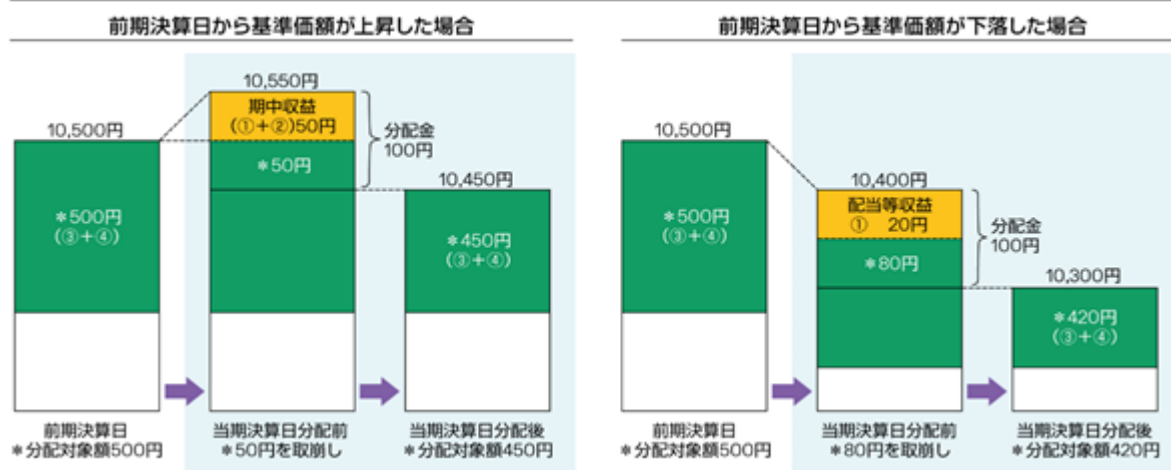 前期決算日から基準価額が上昇した場合
10,550円
期中収益
(①+②)50円
10,500円
分配金
100円
*50円
10,450円
*500円
(③+④)
*450円
(③+④)
前期決算日
*分配対象額500円
当期決算日分配前
*50円を取崩し
当期決算日分配後
*分配対象額450円
前期決算日から基準価額が下落した場合
10,500円
10,400円
配当等収益
① 20円
*500円
(③+④)
分配金
100円
*80円
10,300円
*420円
(③+④)
前期決算日
*分配対象額500円
当期決算日分配前
*80円を取崩し
当期決算日分配後
*分配対象額420円